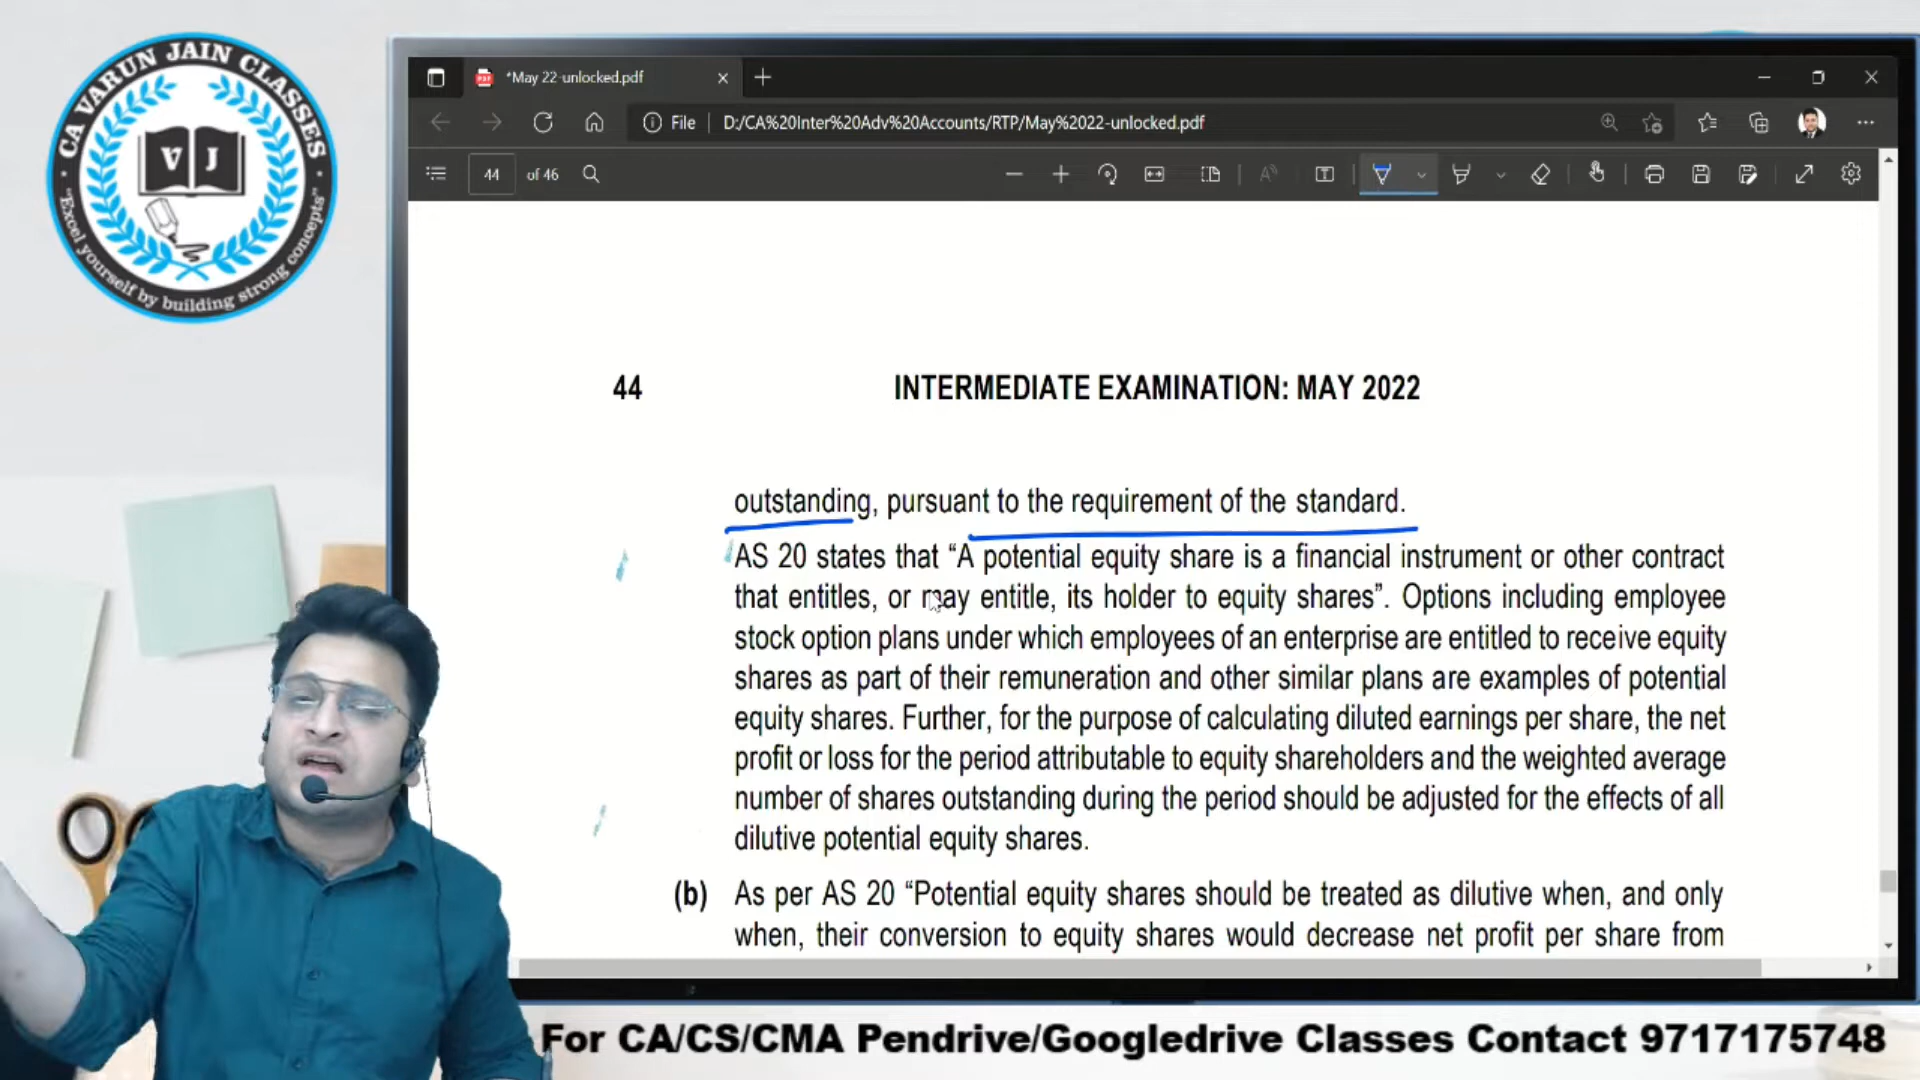 CA VARUN JAIN CLASSES
VJ
"Excel yourself by building strong concepts"
*May 22-unlocked.pdf
File D:/CA%20Inter%20Adv%20Accounts/RTP/May%2022-unlocked.pdf
44 of 46
44 INTERMEDIATE EXAMINATION: MAY 2022
outstanding, pursuant to the requirement of the standard.
AS 20 states that “A potential equity share is a financial instrument or other contract
that entitles, or may entitle, its holder to equity shares”. Options including employee
stock option plans under which employees of an enterprise are entitled to receive equity
shares as part of their remuneration and other similar plans are examples of potential
equity shares. Further, for the purpose of calculating diluted earnings per share, the net
profit or loss for the period attributable to equity shareholders and the weighted average
number of shares outstanding during the period should be adjusted for the effects of all
dilutive potential equity shares.
(b) As per AS 20 “Potential equity shares should be treated as dilutive when, and only
when, their conversion to equity shares would decrease net profit per share from
For CA/CS/CMA Pendrive/Googledrive Classes Contact 9717175748